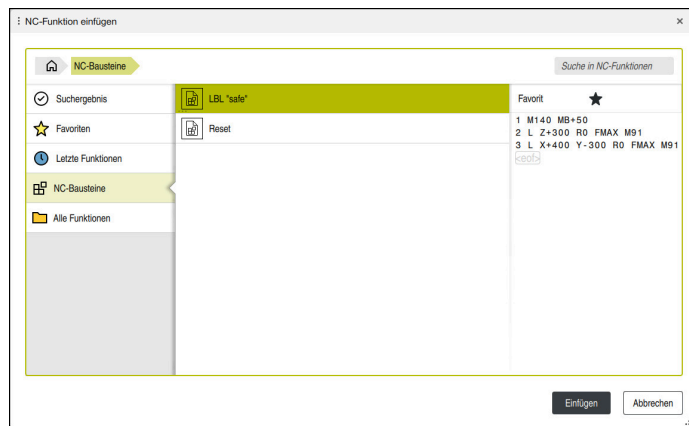 NC-Funktion einfügen
NC-Bausteine
Suche in NC-Funktionen
Suchergebnis
Favoriten
Letzte Funktionen
NC-Bausteine
Alle Funktionen
LBL "safe"
Reset
Favorit
1 M140 MB+50
2 L Z+300 R0 FMAX M91
3 L X+400 Y-300 R0 FMAX M91
<eof>
Einfügen
Abbrechen